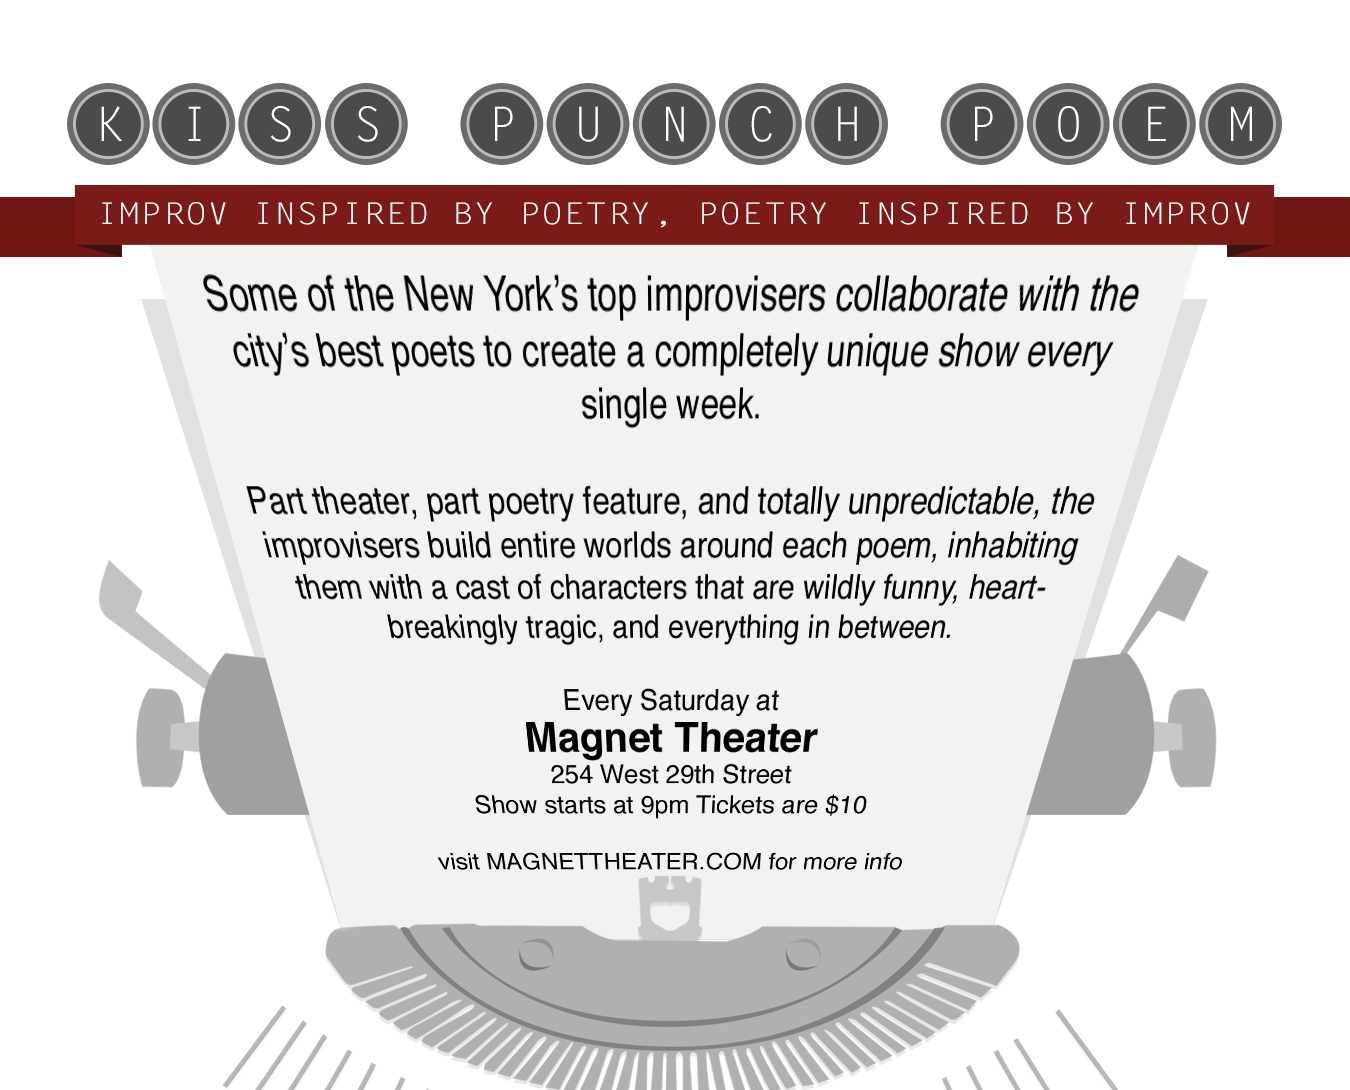 KISS PUNCH POEM
IMPROV INSPIRED BY POETRY, POETRY INSPIRED BY IMPROV
Some of the New York's top improvisers collaborate with the
city's best poets to create a completely unique show every
single week.
Part theater, part poetry feature, and totally unpredictable, the
improvisers build entire worlds around each poem, inhabiting
them with a cast of characters that are wildly funny, heart-
breakingly tragic, and everything in between.
Every Saturday at
Magnet Theater
254 West 29th Street
Show starts at 9pm Tickets are $10
visit MAGNETTHEATER.COM for more info